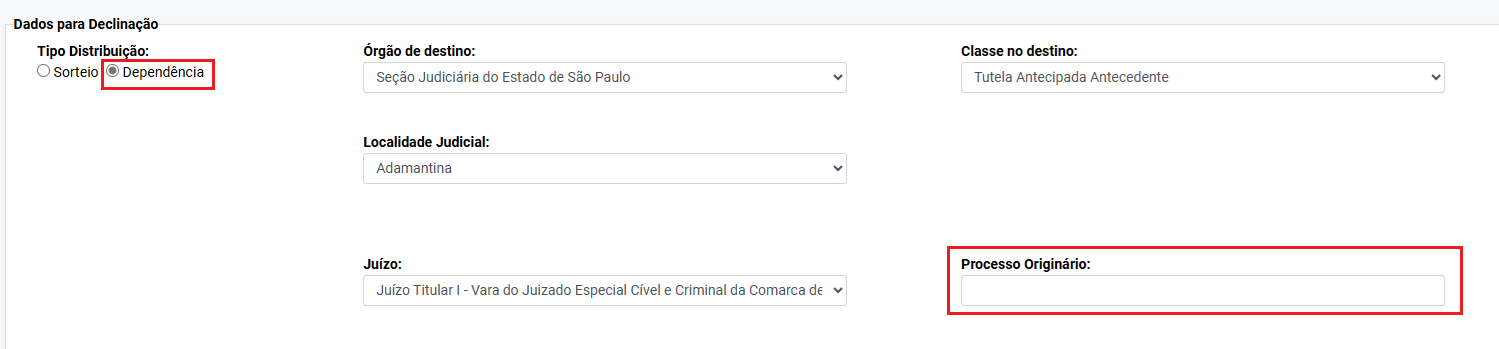 Dados para Declinação
Tipo Distribuição:
Sorteio Dependência
Órgão de destino:
Seção Judiciária do Estado de São Paulo
Classe no destino:
Tutela Antecipada Antecedente
Localidade Judicial:
Adamantina
Juízo:
Juízo Titular I - Vara do Juizado Especial Cível e Criminal da Comarca de
Processo Originário: